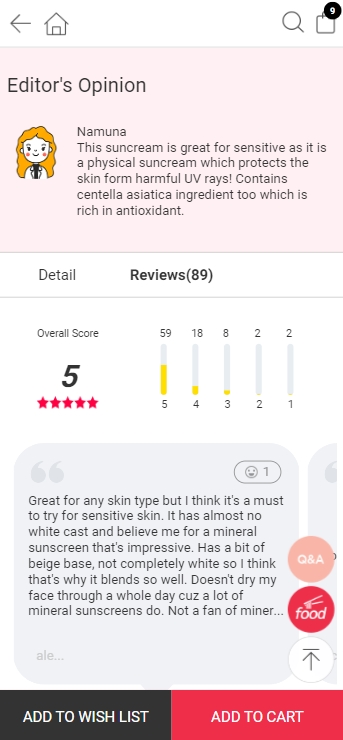 9
Editor's Opinion
Namuna
This suncream is great for sensitive as it is
a physical suncream which protects the
skin form harmful UV rays! Contains
centella asiatica ingredient too which is
rich in antioxidant.
Detail Reviews(89)
Overall Score
59 18 8 2 2
5
5 4 3 2 1
1
Great for any skin type but I think it's a must
to try for sensitive skin. It has almost no
white cast and believe me for a mineral
sunscreen that's impressive. Has a bit of
beige base, not completely white so I think
that's why it blends so well. Doesn't dry my
face through a whole day cuz a lot of
mineral sunscreens do. Not a fan of miner...
Q&A
food
ale...
ADD TO WISH LIST ADD TO CART